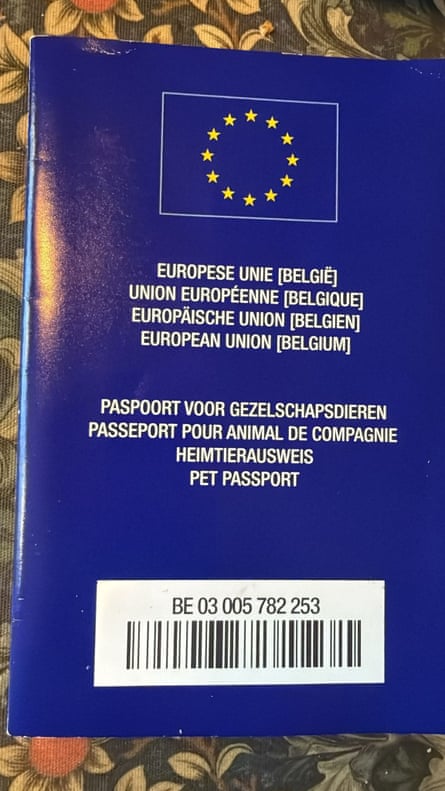 EUROPESE UNIE [BELGIË]
UNION EUROPÉENNE [BELGIQUE]
EUROPÄISCHE UNION [BELGIEN]
EUROPEAN UNION [BELGIUM]
PASPOORT VOOR GEZELSCHAPSDIEREN
PASSEPORT POUR ANIMAL DE COMPAGNIE
HEIMTIERAUSWEIS
PET PASSPORT
BE 03 005 782 253